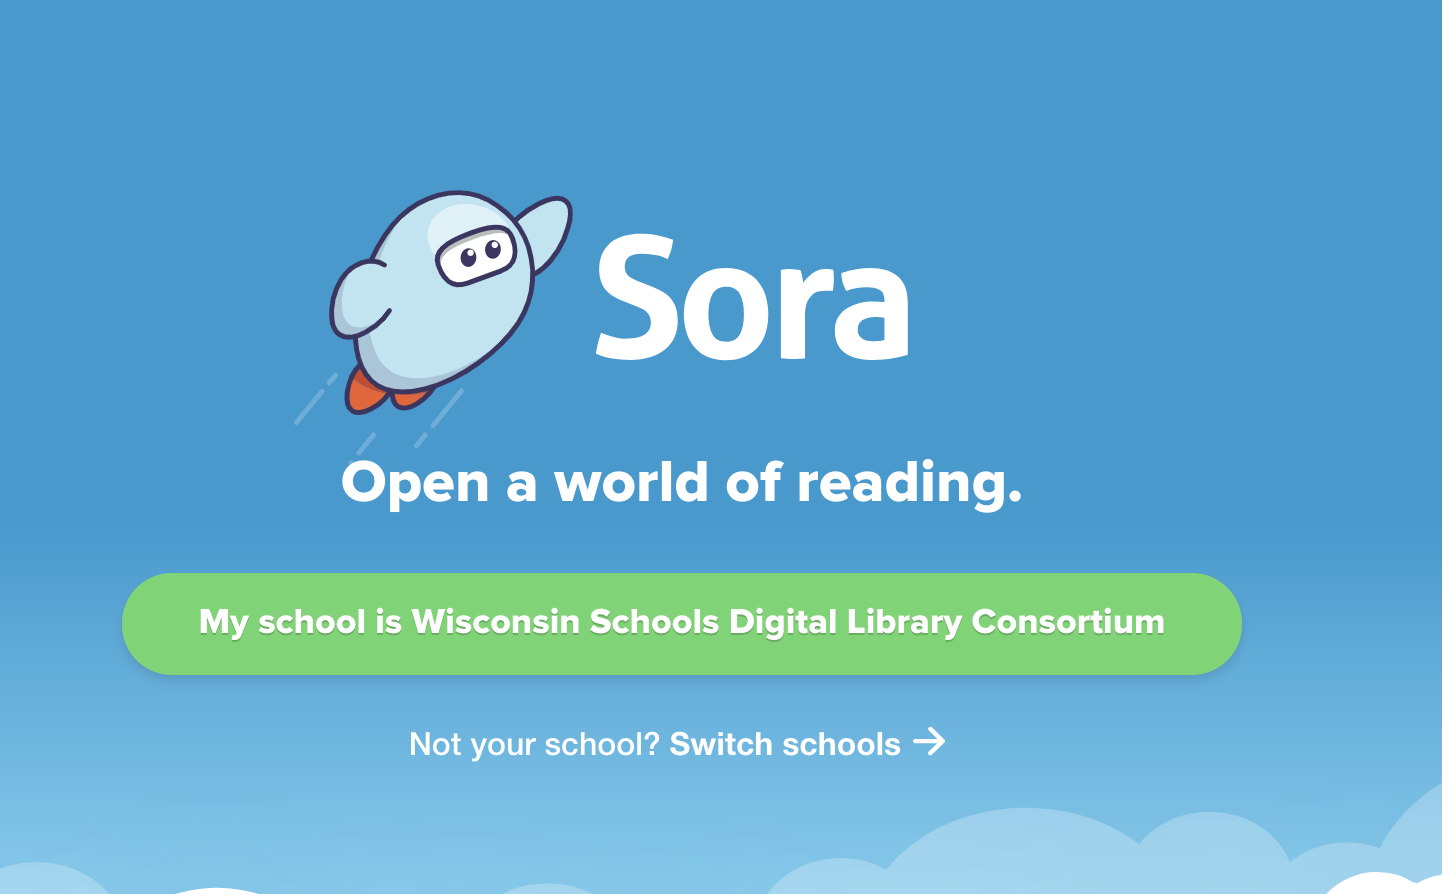 Sora
Open a world of reading.
My school is Wisconsin Schools Digital Library Consortium
Not your school? Switch schools →